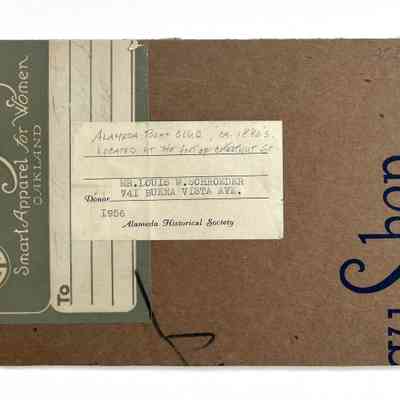 Smart Apparel for Women
OAKLAND
To
ALAMEDA BOAT CLUB, ca. 1890s.
LOCATED AT THE foot of CHESTNUT St
MR. LOUIS W. SCHROEDER
Donor 741 BUENA VISTA AVE.
1956
Alameda Historical Society
Shop